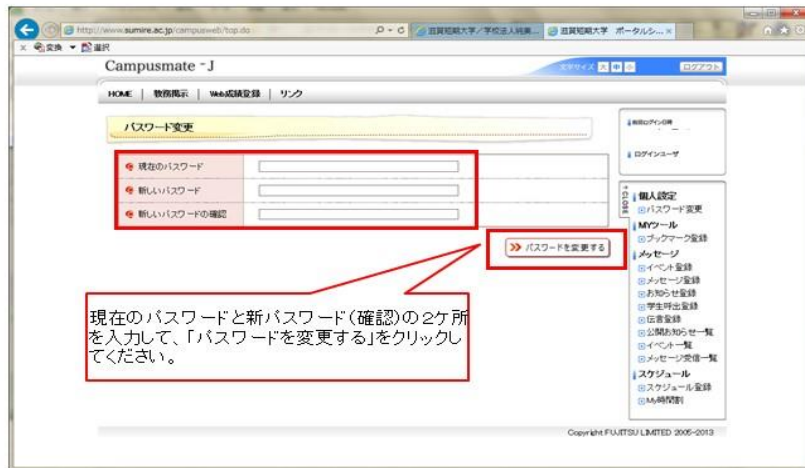 http://www.sumire.ac.jp/campusweb/top.do
滋賀短期大学/学校法人純美...
滋賀短期大学 ポータルシ... ×
x 変換 ▼ 選択
Campusmate -J
文字サイズ 大 中 小
ログアウト
HOME | 教務掲示 | Web成績登録 | リンク
パスワード変更
前回ログイン日時
ログインユーザ
現在のパスワード
新しいパスワード
新しいパスワードの確認
パスワードを変更する
現在のパスワードと新パスワード(確認)の2ケ所
を入力して、「パスワードを変更する」をクリックし
てください。
CLOSE
個人設定
パスワード変更
MYツール
ブックマーク登録
メッセージ
イベント登録
メッセージ登録
お知らせ登録
学生呼出登録
伝言登録
公開お知らせ一覧
イベント一覧
メッセージ受信一覧
スケジュール
スケジュール登録
My時間割
Copyright FUJITSU LIMITED 2005-2013